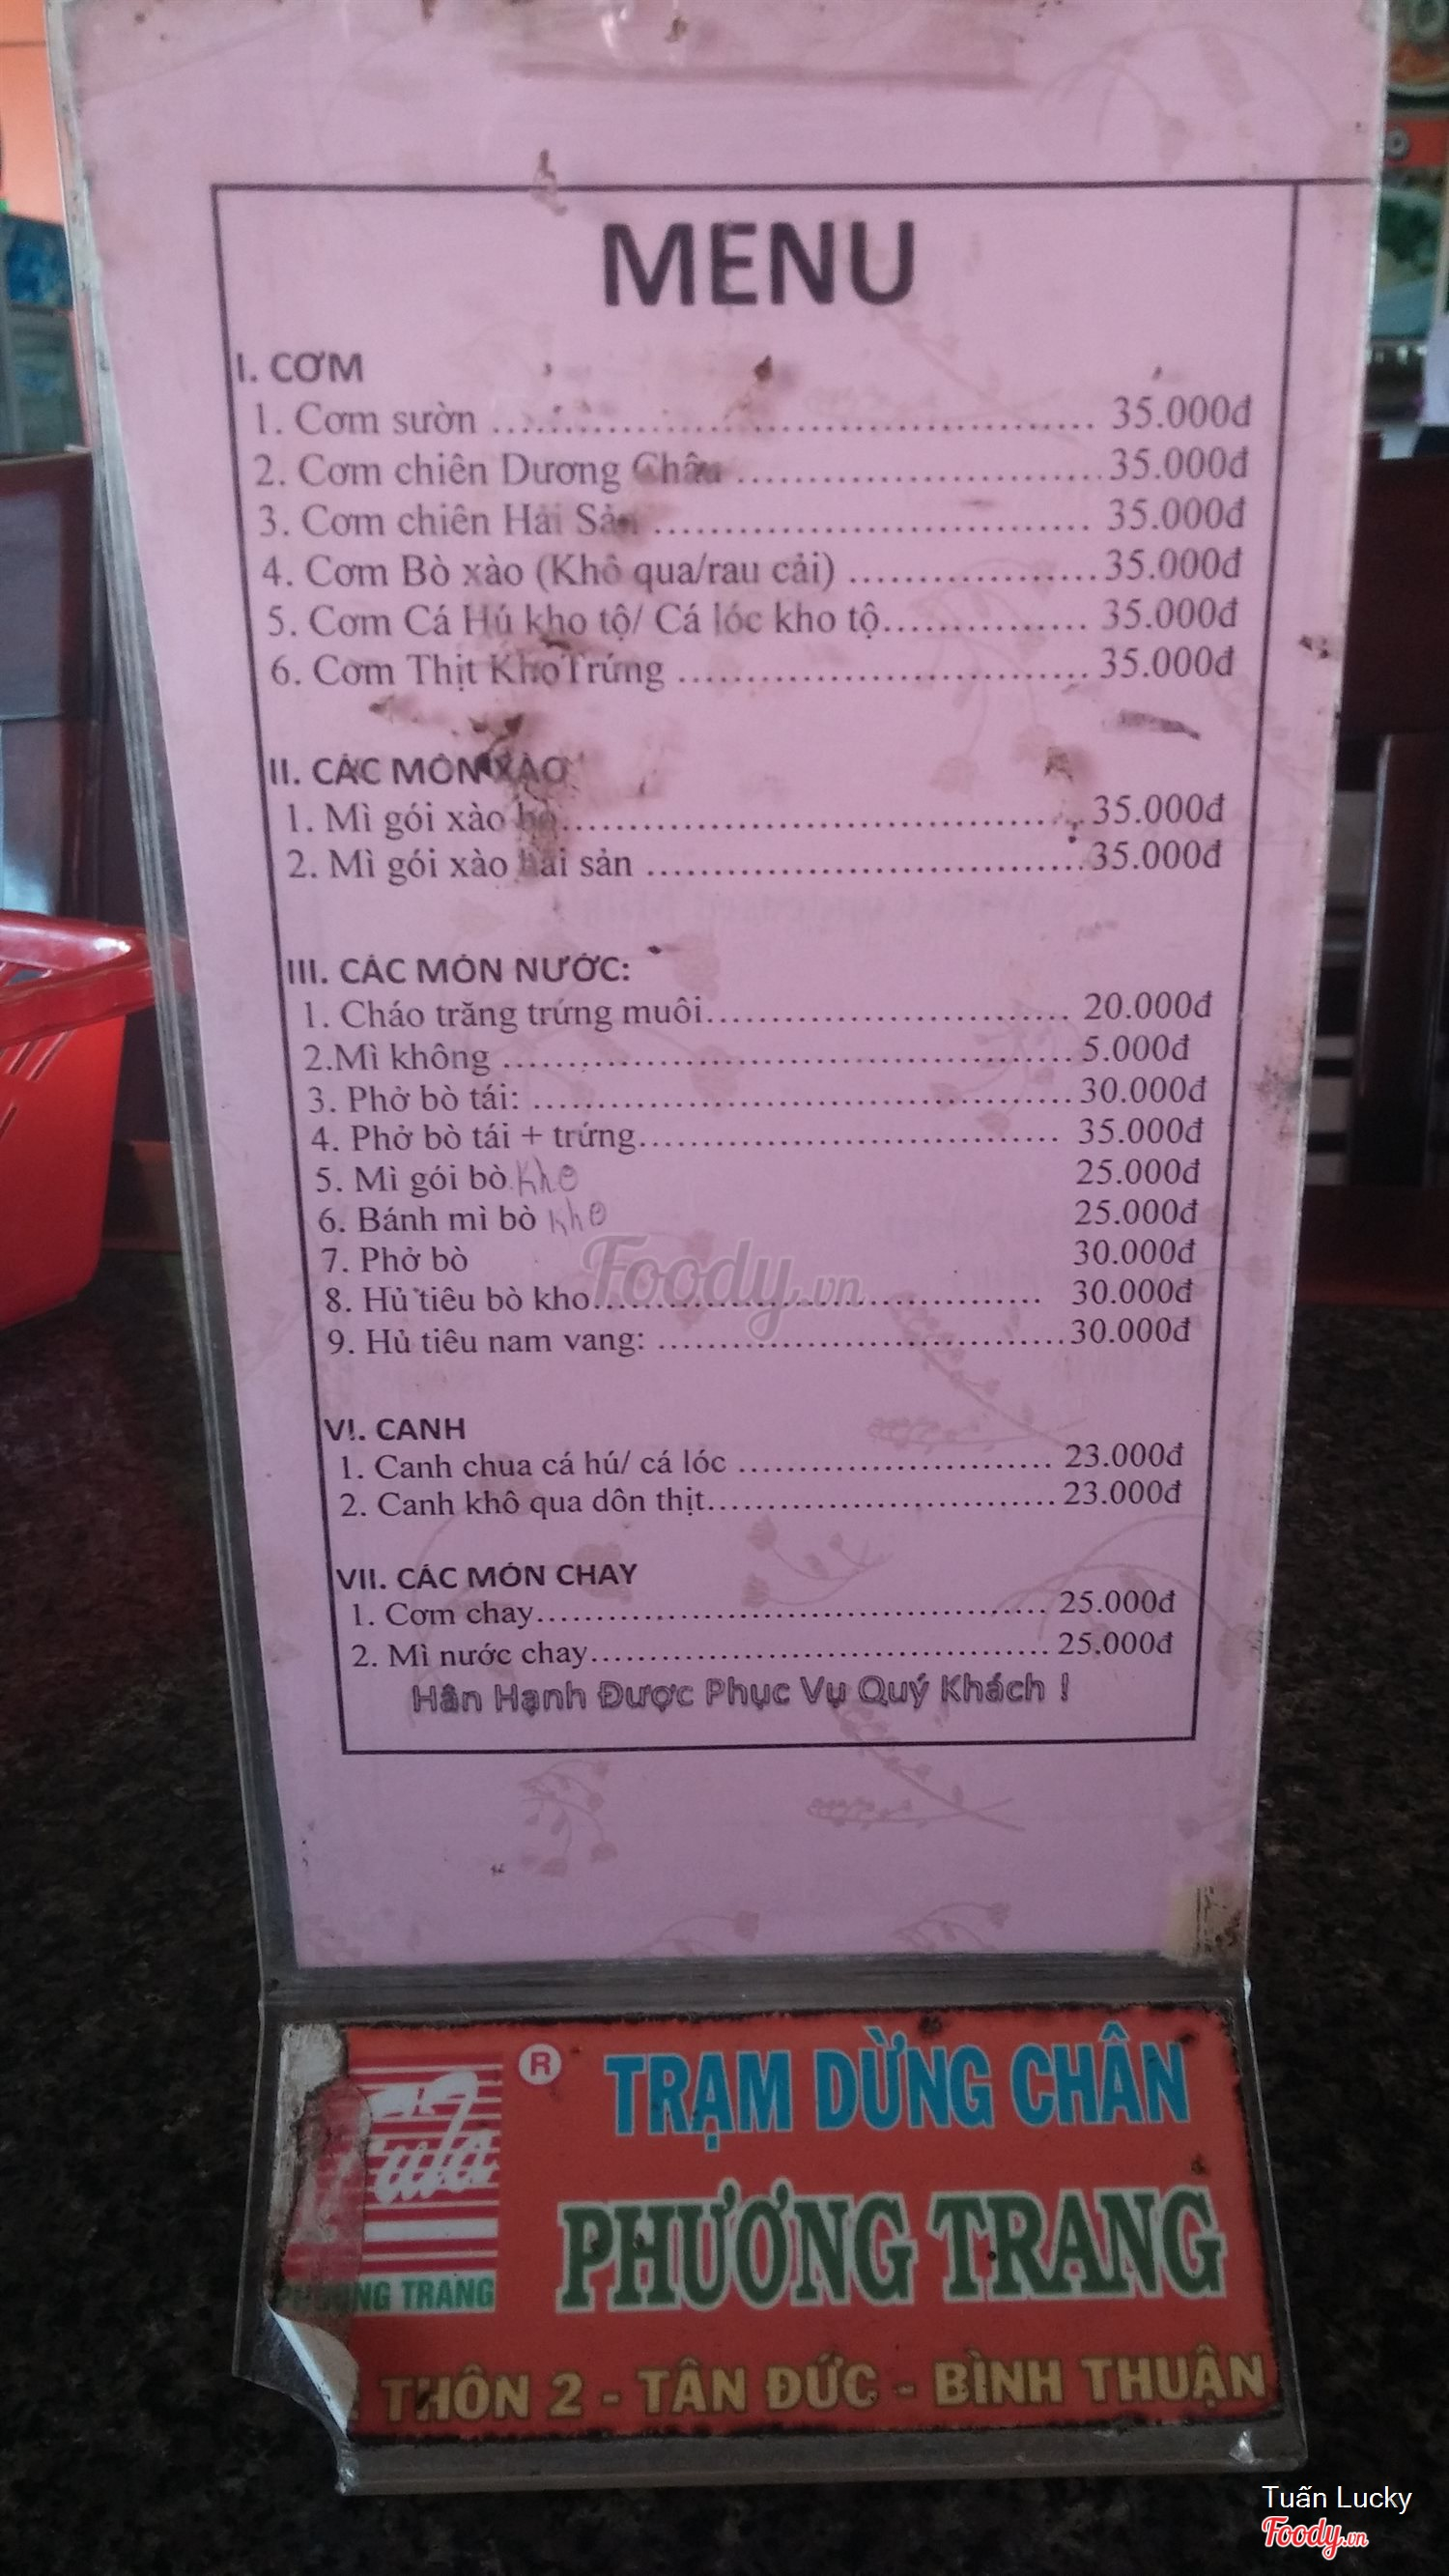 MENU
I. CƠM
1. Cơm sườn ........ 35.000đ
2. Cơm chiên Dương Châu ........ 35.000đ
3. Cơm chiên Hải Sản ........ 35.000đ
4. Cơm Bò xào (Khô qua/rau cải) ........ 35.000đ
5. Cơm Cá Hú kho tộ/ Cá lóc kho tộ........ 35.000đ
6. Cơm Thịt KhoTrứng ........ 35.000đ
II. CÁC MÓN XÀO
1. Mì gói xào bò........ 35.000đ
2. Mì gói xào hải sản ........ 35.000đ
III. CÁC MÓN NƯỚC:
1. Cháo trăng trứng muôi........ 20.000đ
2.Mì không ........ 5.000đ
3. Phở bò tái: ........ 30.000đ
4. Phở bò tái + trứng........ 35.000đ
5. Mì gói bò kho 25.000đ
6. Bánh mì bò kho 25.000đ
7. Phở bò 30.000đ
8. Hủ tiêu bò kho........ 30.000đ
9. Hủ tiêu nam vang: ........ 30.000đ
VI. CANH
1. Canh chua cá hú/ cá lóc ........ 23.000đ
2. Canh khô qua dôn thịt........ 23.000đ
VII. CÁC MÓN CHAY
1. Cơm chay........ 25.000đ
2. Mì nước chay........ 25.000đ
Hân Hạnh Được Phục Vụ Quý Khách !
Foody.vn
® TRẠM DỪNG CHÂN
PHƯƠNG TRANG
PHƯƠNG TRANG
THÔN 2 - TÂN ĐỨC - BÌNH THUẬN
Tuấn Lucky
Foody.vn